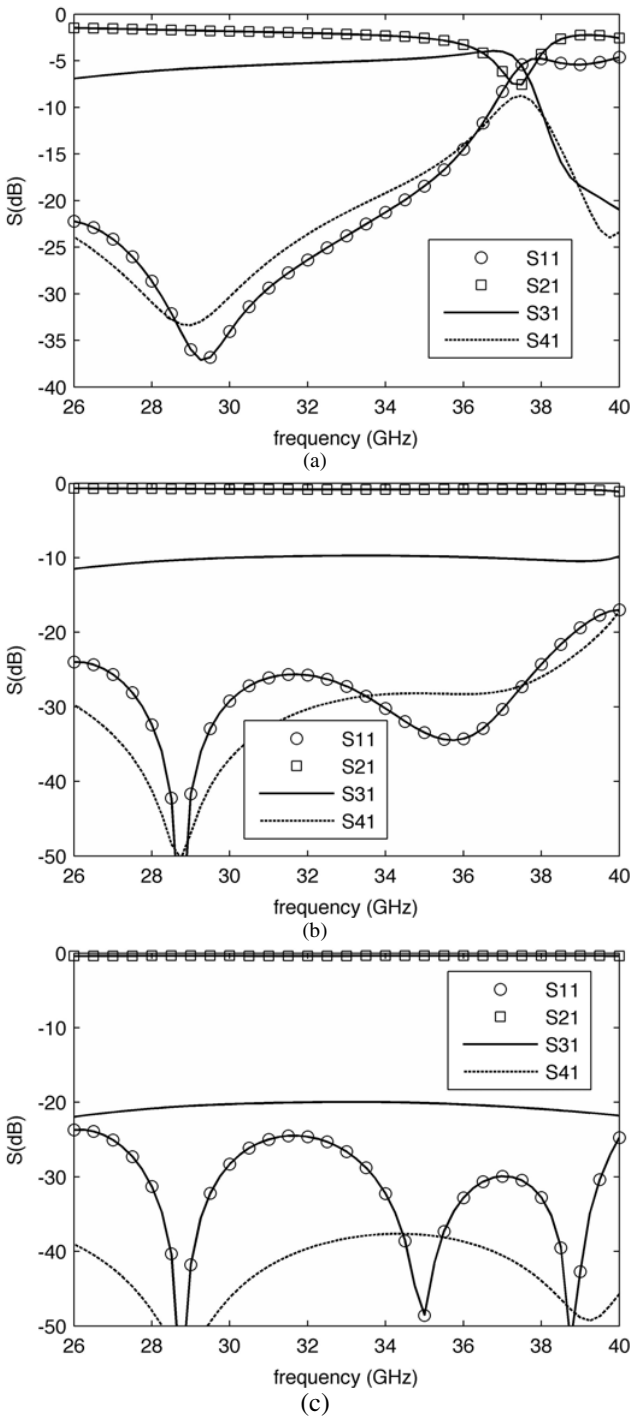 0
-5
-10
-15
-20
-25
-30
-35
-40
S(dB)
S11
S21
S31
S41
26 28 30 32 34 36 38 40
frequency (GHz)
(a)
0
-10
-20
-30
-40
-50
S(dB)
S11
S21
S31
S41
26 28 30 32 34 36 38 40
frequency (GHz)
(b)
0
-10
-20
-30
-40
-50
S(dB)
S11
S21
S31
S41
26 28 30 32 34 36 38 40
frequency (GHz)
(c)